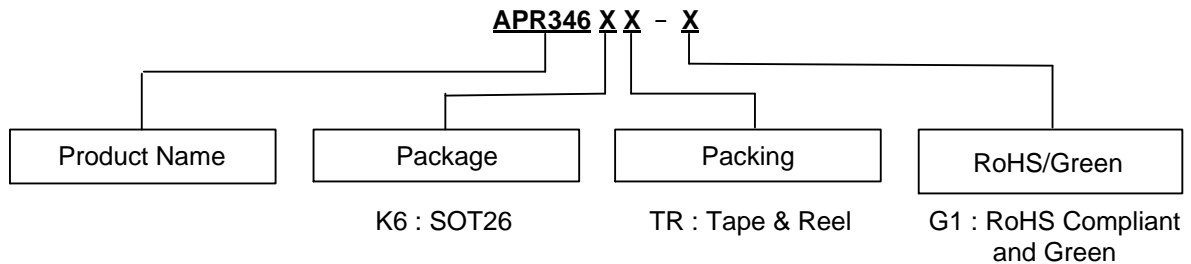 APR346 X X - X
Product Name
Package
Packing
RoHS/Green
K6 : SOT26
TR : Tape & Reel
G1 : RoHS Compliant
and Green